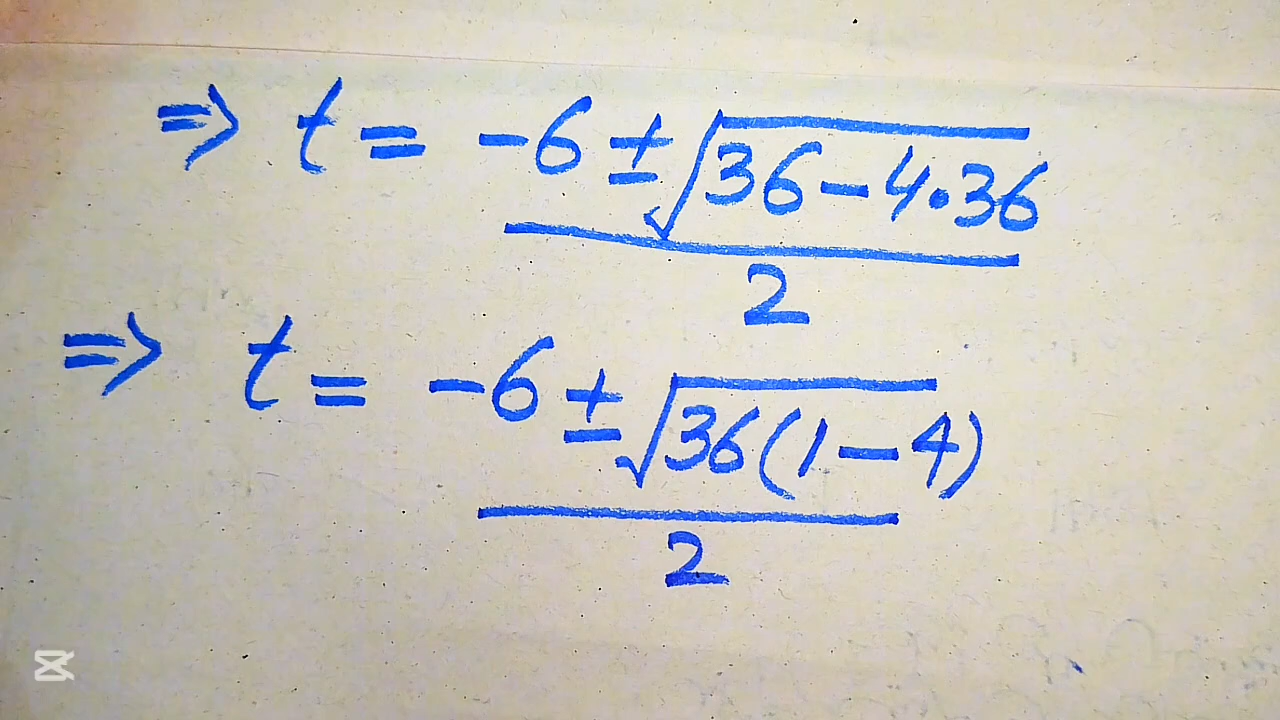 ⇒ t = (-6 ± √(36 - 4·36)) / 2
⇒ t = (-6 ± √(36(1 - 4))) / 2